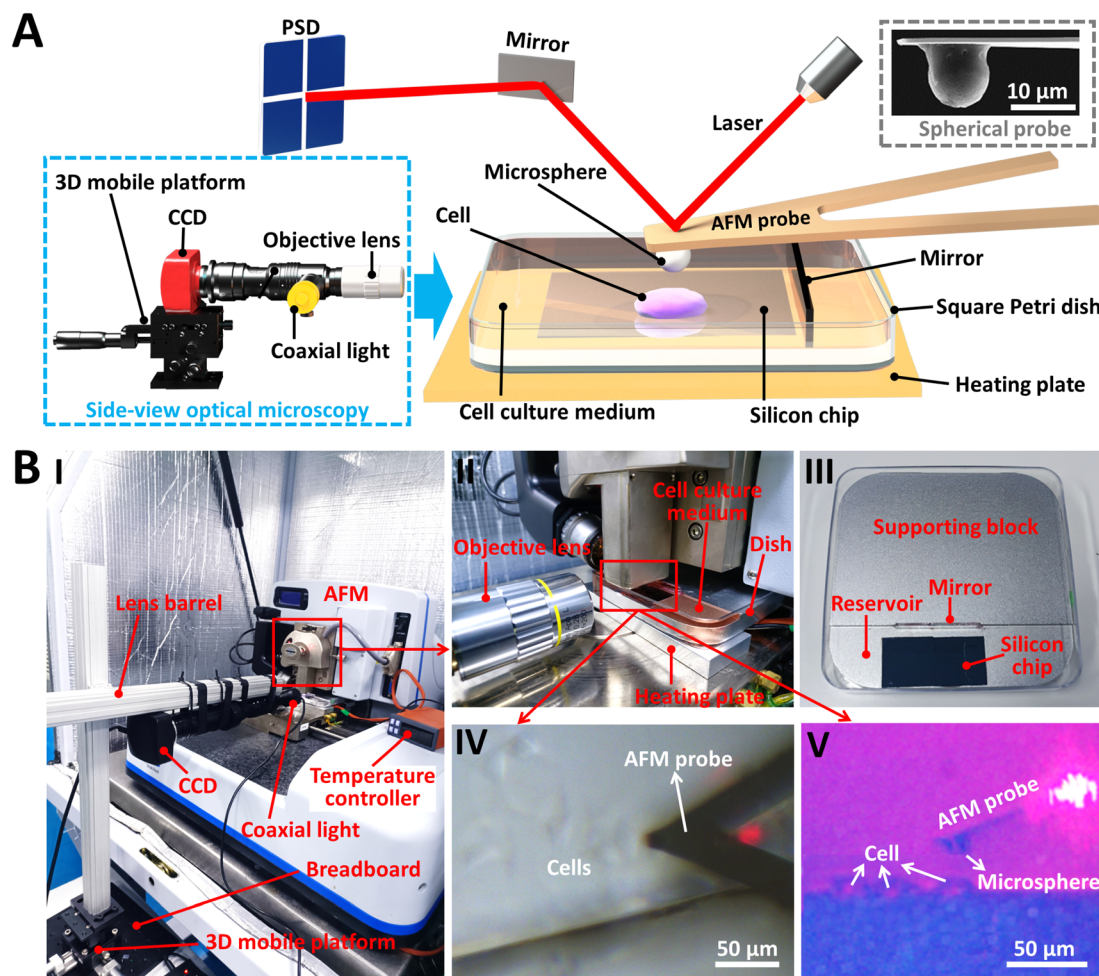 A
PSD
Mirror
Laser
10 μm
Spherical probe
3D mobile platform
CCD
Objective lens
Coaxial light
Side-view optical microscopy
Microsphere
Cell
AFM probe
Mirror
Square Petri dish
Heating plate
Cell culture medium
Silicon chip
B
I
Lens barrel
AFM
CCD
Temperature
controller
Coaxial light
Breadboard
3D mobile platform
II
Cell culture
medium
Objective lens
Dish
Heating plate
III
Supporting block
Mirror
Reservoir
Silicon
chip
IV
AFM probe
Cells
50 μm
V
AFM probe
Cell
Microsphere
50 μm